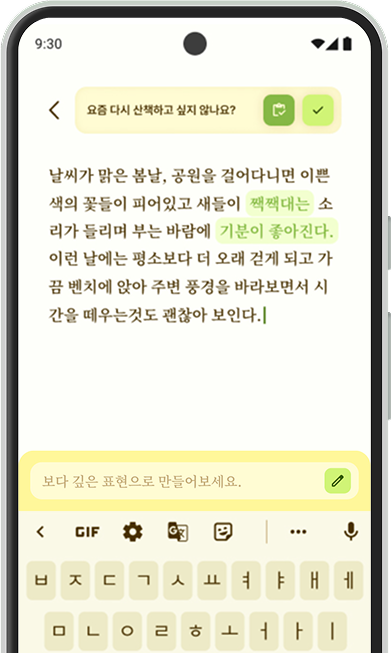 9:30
요즘 다시 산책하고 싶지 않나요?
날씨가 맑은 봄날, 공원을 걸어다니면 이쁜
색의 꽃들이 피어있고 새들이 짹짹대는 소
리가 들리며 부는 바람에 기분이 좋아진다.
이런 날에는 평소보다 더 오래 걷게 되고 가
끔 벤치에 앉아 주변 풍경을 바라보면서 시
간을 떼우는것도 괜찮아 보인다.
보다 깊은 표현으로 만들어보세요.
GIF
ㅂ ㅈ ㄷ ㄱ ㅅ ㅛ ㅕ ㅑ ㅐ ㅔ
ㅁ ㄴ ㅇ ㄹ ㅎ ㅗ ㅓ ㅏ ㅣ